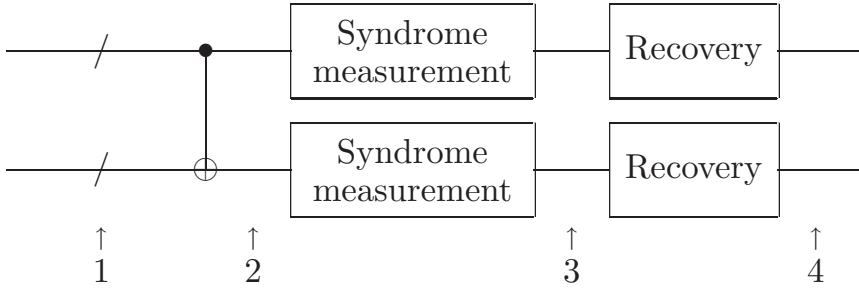 Syndrome
measurement
Recovery
Syndrome
measurement
Recovery
↑ ↑ ↑ ↑
1 2 3 4